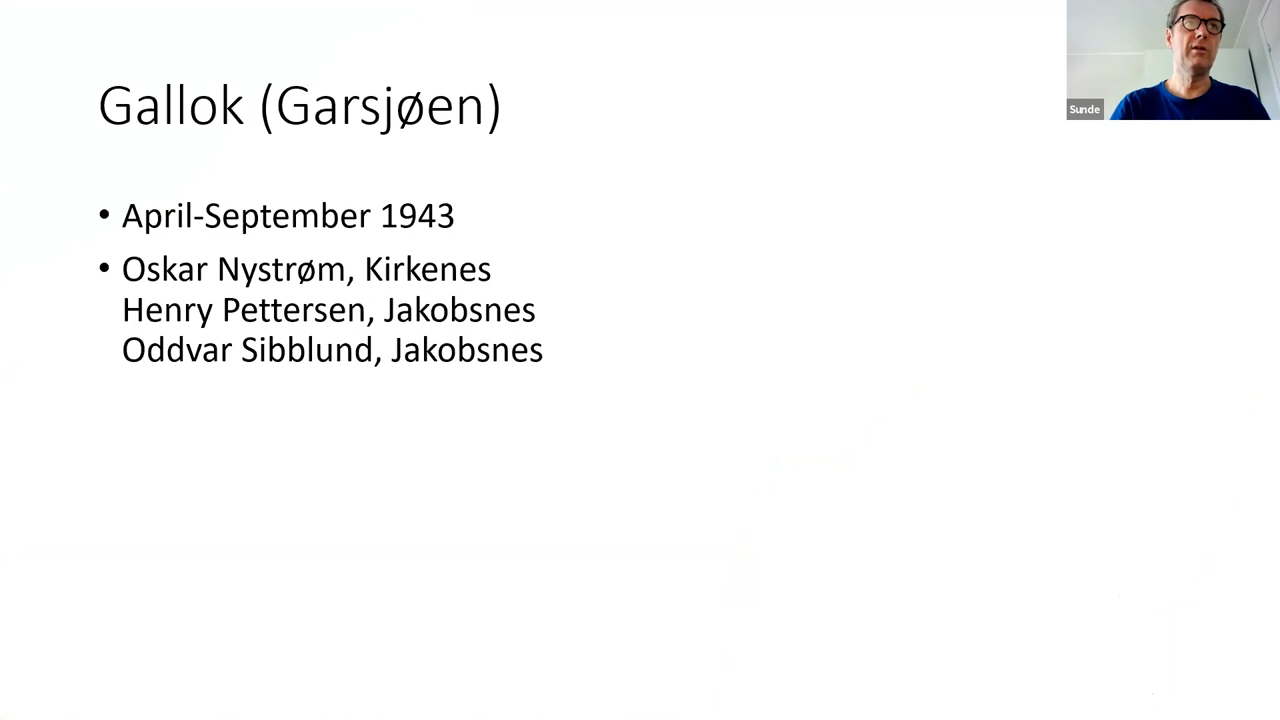 Gallok (Garsjøen)
• April-September 1943
• Oskar Nystrøm, Kirkenes
Henry Pettersen, Jakobsnes
Oddvar Sibblund, Jakobsnes
Sunde